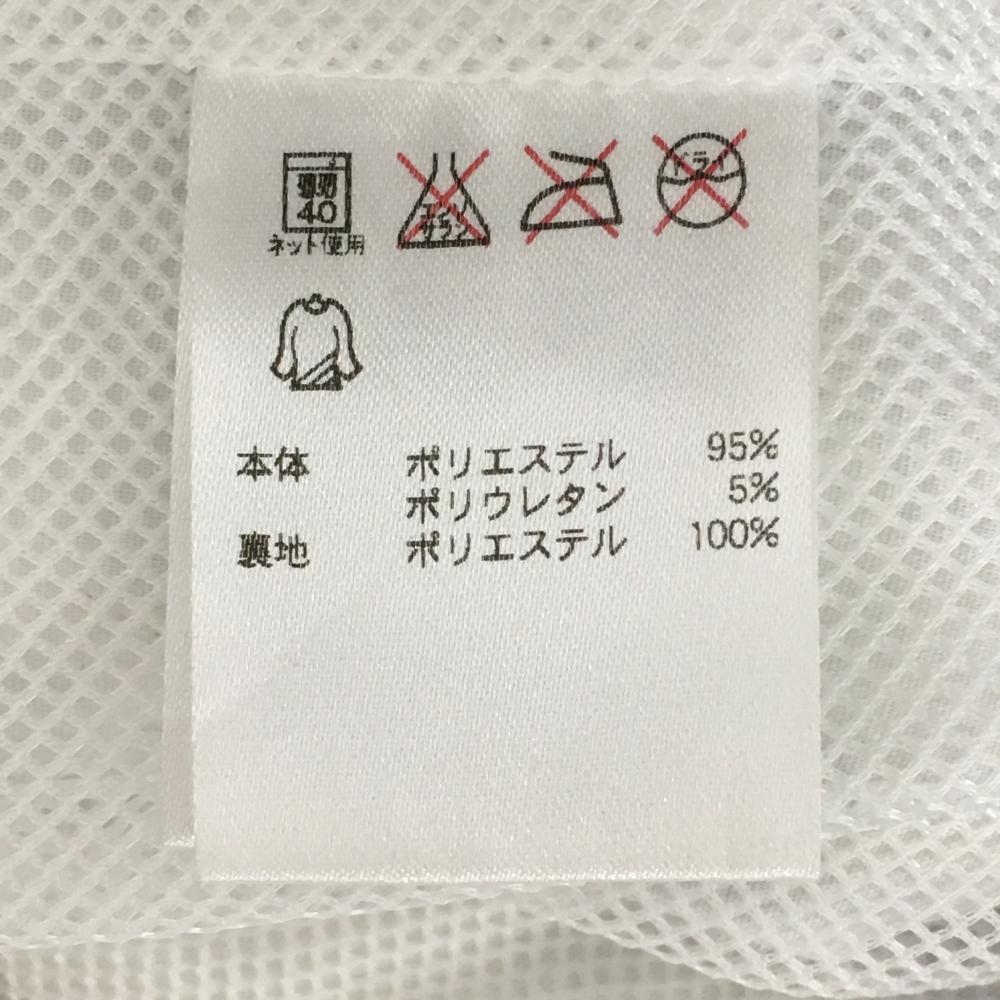 弱
40
ネット使用
エンソ
サラシ
ドライ
本体 ポリエステル 95%
ポリウレタン 5%
裏地 ポリエステル 100%